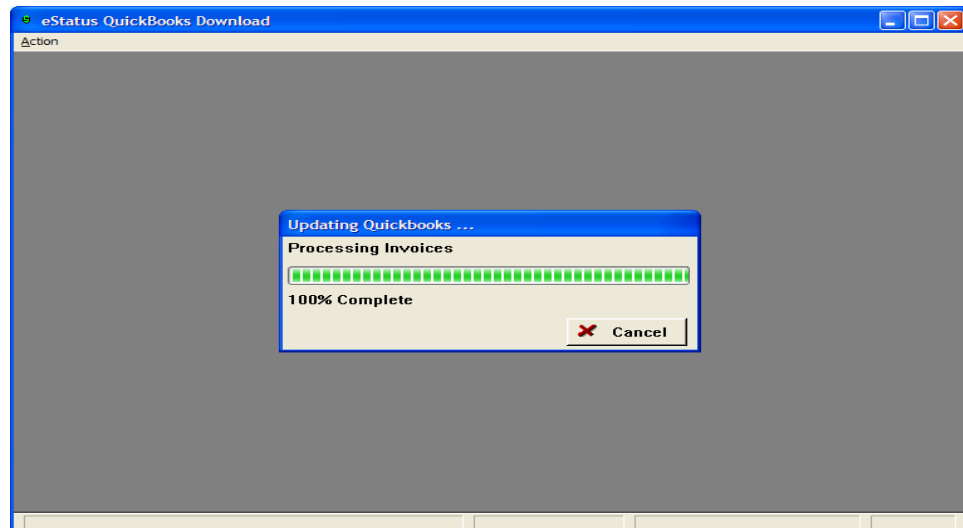 eStatus QuickBooks Download
Action
Updating Quickbooks ...
Processing Invoices
100% Complete
Cancel